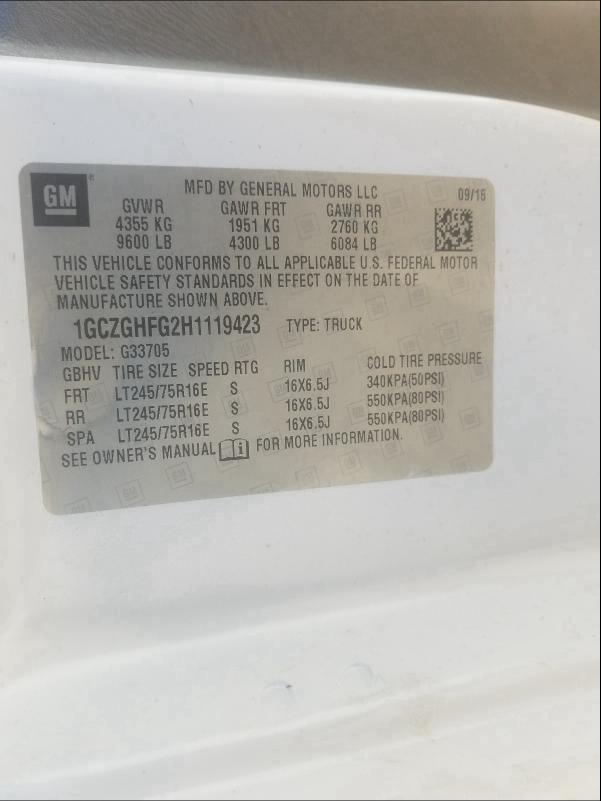 GM
MFD BY GENERAL MOTORS LLC 09/16
GVWR GAWR FRT GAWR RR
4355 KG 1951 KG 2760 KG
9600 LB 4300 LB 6084 LB
THIS VEHICLE CONFORMS TO ALL APPLICABLE U.S. FEDERAL MOTOR
VEHICLE SAFETY STANDARDS IN EFFECT ON THE DATE OF
MANUFACTURE SHOWN ABOVE.
1GCZGHFG2H1119423 TYPE: TRUCK
MODEL: G33705
GBHV TIRE SIZE SPEED RTG RIM COLD TIRE PRESSURE
FRT LT245/75R16E S 16X6.5J 340KPA(50PSI)
RR LT245/75R16E S 16X6.5J 550KPA(80PSI)
SPA LT245/75R16E S 16X6.5J 550KPA(80PSI)
SEE OWNER'S MANUAL i FOR MORE INFORMATION.